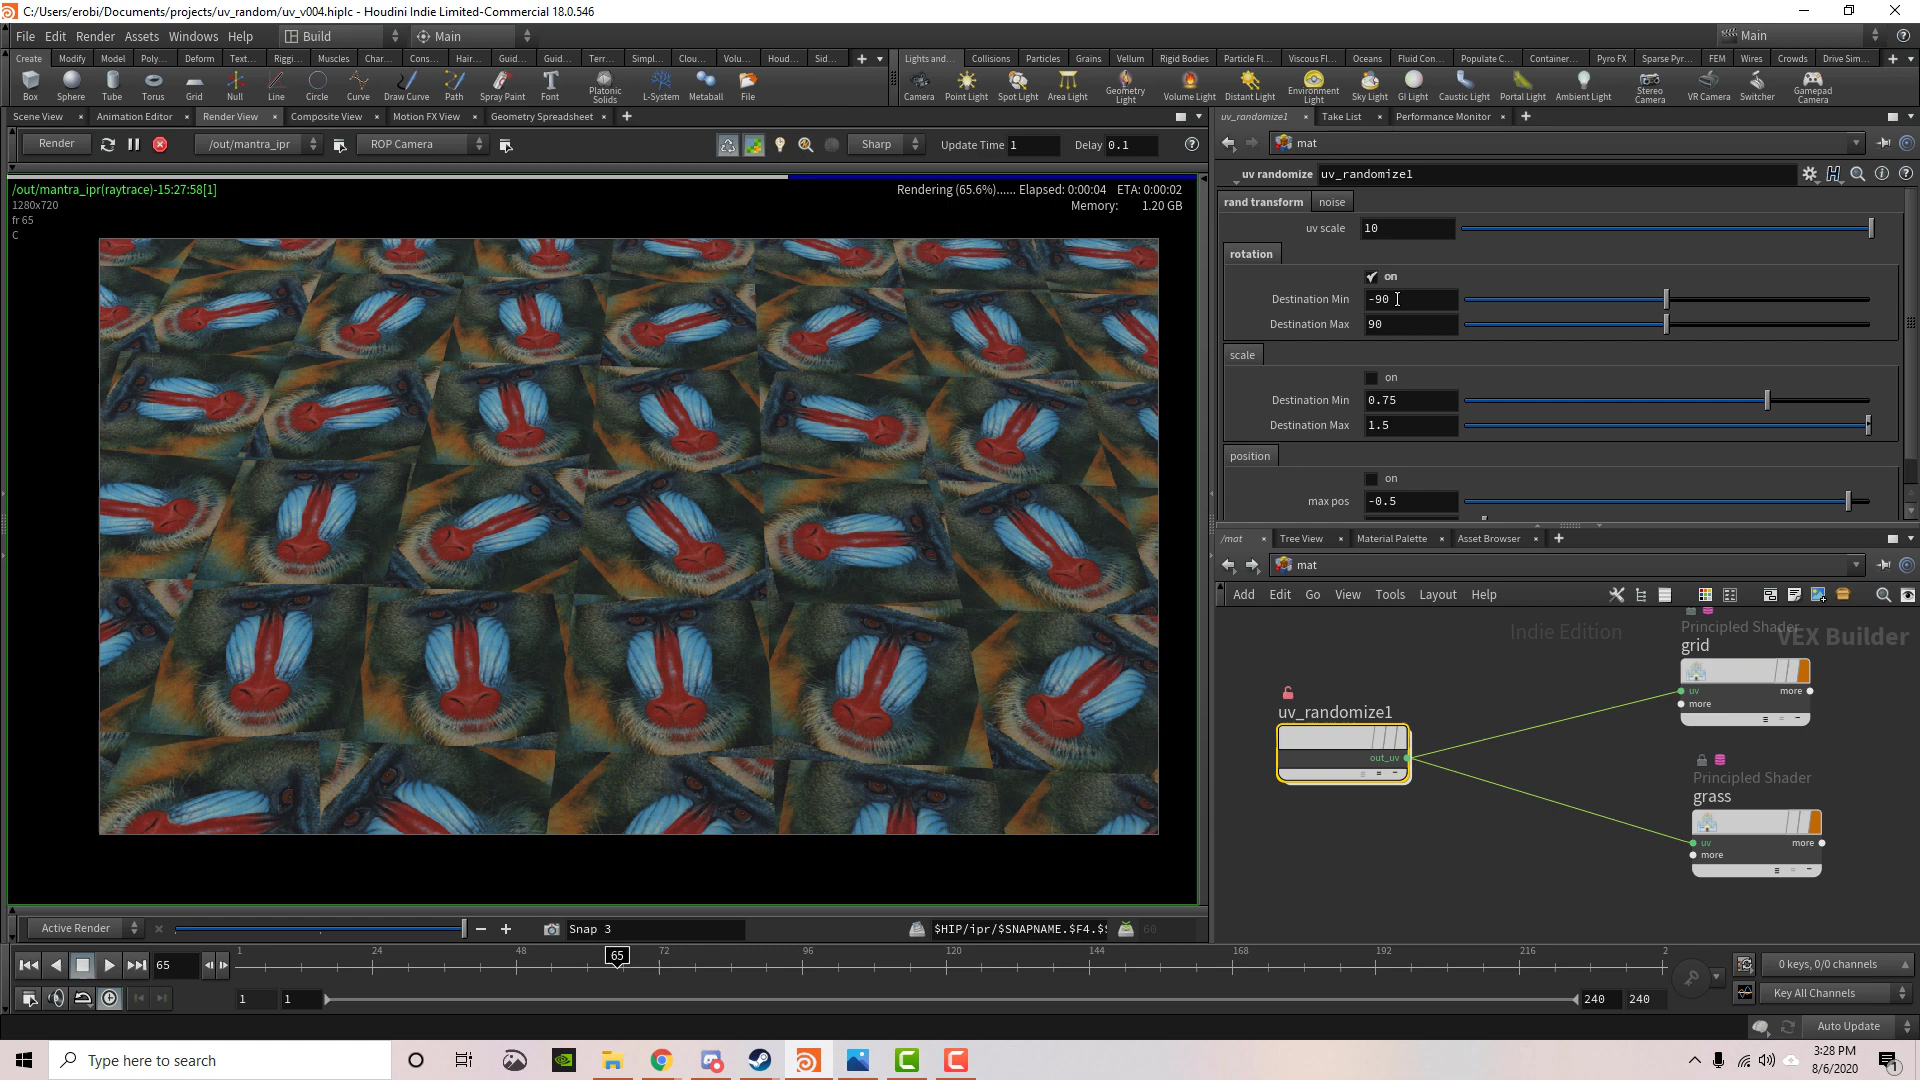 C:/Users/erobi/Documents/projects/uv_random/uv_v004.hiplc - Houdini Indie Limited-Commercial 18.0.546
File Edit Render Assets Windows Help Build Main Main
Create Modify Model Poly... Deform Text... Riggi... Muscles Char... Cons... Hair... Guid... Guid... Terr... Simpl... Clou... Volu... Houd... Sid...
Lights and... Collisions Particles Grains Vellum Rigid Bodies Particle Fl... Viscous Fl... Oceans Fluid Con... Populate C... Container... Pyro FX Sparse Pyr... FEM Wires Crowds Drive Sim...
Box Sphere Tube Torus Grid Null Line Circle Curve Draw Curve Path Spray Paint Font Platonic Solids L-System Metaball File
Camera Point Light Spot Light Area Light Geometry Light Volume Light Distant Light Environment Light Sky Light GI Light Caustic Light Portal Light Ambient Light Stereo Camera VR Camera Switcher Gamepad Camera
Scene View Animation Editor Render View Composite View Motion FX View Geometry Spreadsheet
uv_randomize1 Take List Performance Monitor
Render /out/mantra_ipr ROP Camera Sharp Update Time 1 Delay 0.1
mat
uv randomize uv_randomize1
/out/mantra_ipr(raytrace)-15:27:58[1]
1280x720
fr 65
C
Rendering (65.6%)...... Elapsed: 0:00:04 ETA: 0:00:02
Memory: 1.20 GB
rand transform noise
uv scale 10
rotation
on
Destination Min -90
Destination Max 90
scale
on
Destination Min 0.75
Destination Max 1.5
position
on
max pos -0.5
/mat Tree View Material Palette Asset Browser
mat
Add Edit Go View Tools Layout Help
Indie Edition
VEX Builder
Principled Shader
grid
uv more
more
uv_randomize1
out_uv
Principled Shader
grass
uv more
more
Active Render Snap 3 $HIP/ipr/$SNAPNAME.$F4.$ 60
65 1 24 48 65 72 96 120 144 168 192 216 2
0 keys, 0/0 channels
1 1 240 240
Key All Channels
Auto Update
Type here to search
3:28 PM
8/6/2020
1